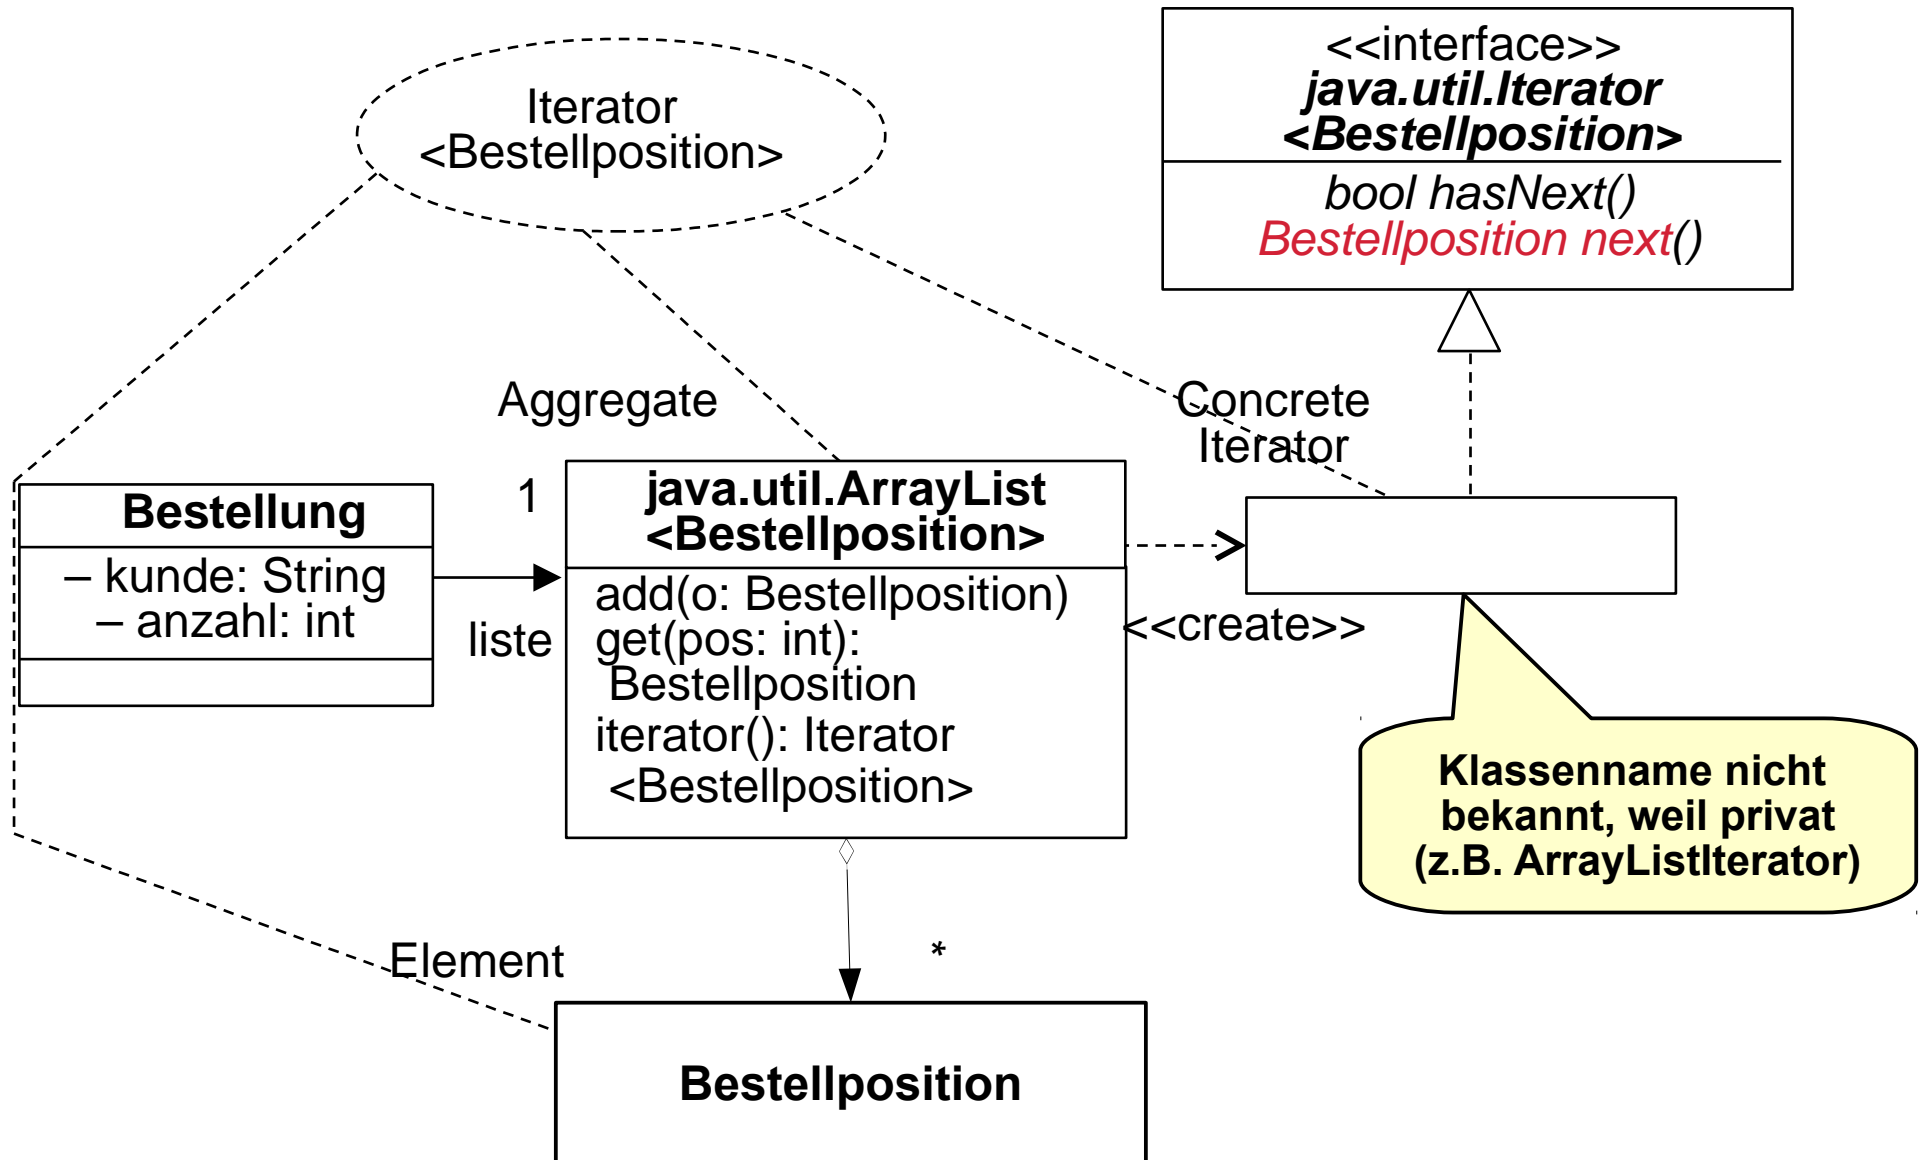 Iterator
<Bestellposition>
<<interface>>
java.util.Iterator
<Bestellposition>
bool hasNext()
Bestellposition next()
Aggregate
Concrete
Iterator
Bestellung
– kunde: String
– anzahl: int
1
liste
java.util.ArrayList
<Bestellposition>
add(o: Bestellposition)
get(pos: int):
Bestellposition
iterator(): Iterator
<Bestellposition>
<<create>>
Klassenname nicht
bekannt, weil privat
(z.B. ArrayListIterator)
Element
*
Bestellposition